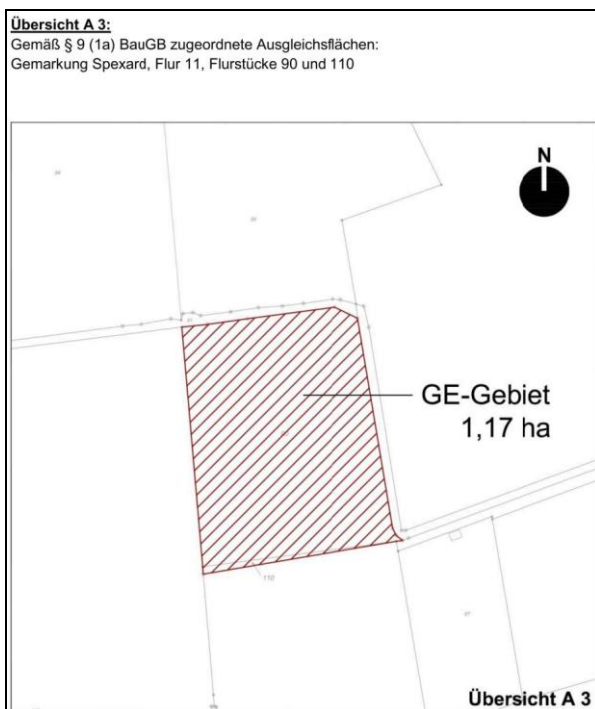 Übersicht A 3:
Gemäß § 9 (1a) BauGB zugeordnete Ausgleichsflächen:
Gemarkung Spexard, Flur 11, Flurstücke 90 und 110
N
GE-Gebiet
1,17 ha
110
Übersicht A 3